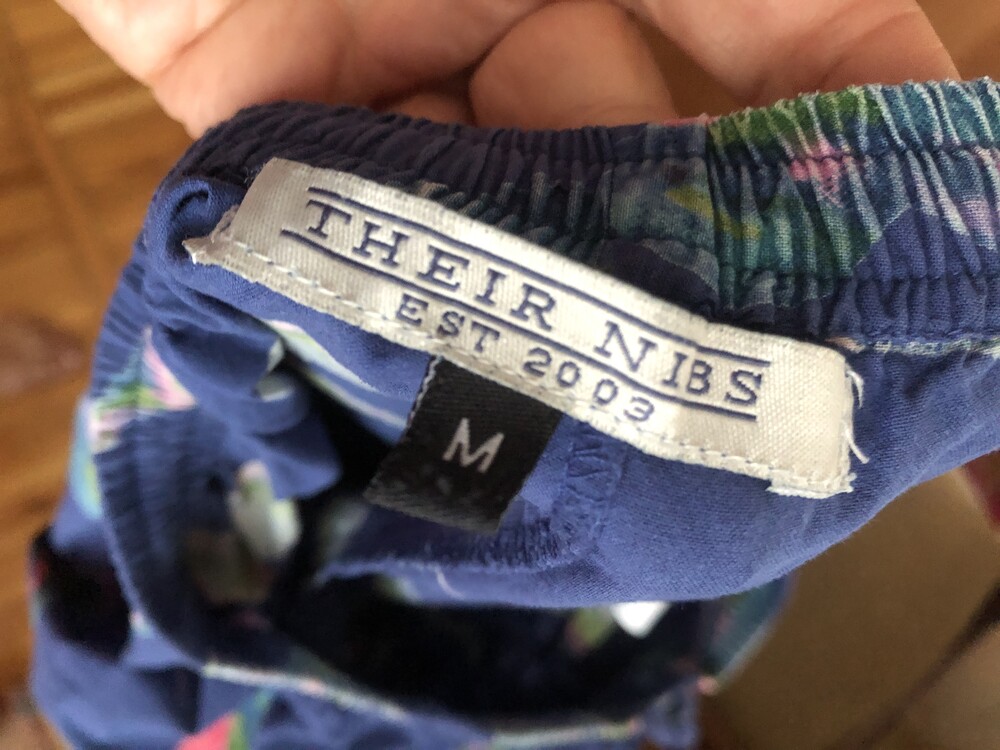 THEIR NIBS
EST 2003
M